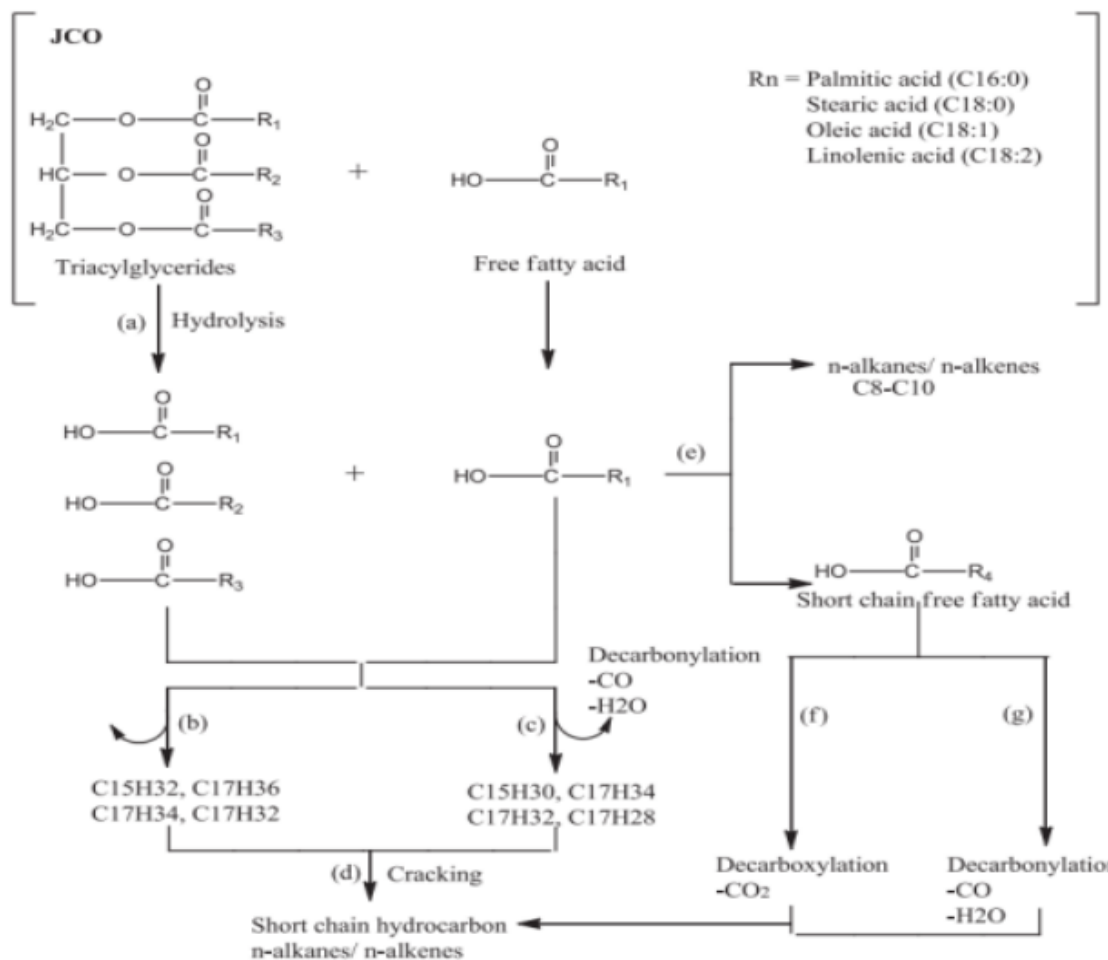 JCO
Rn = Palmitic acid (C16:0)
Stearic acid (C18:0)
Oleic acid (C18:1)
Linolenic acid (C18:2)
O
H2C—O—C—R1
O
HC—O—C—R2
O
H2C—O—C—R3
Triacylglycerides
+
O
HO—C—R1
Free fatty acid
(a) Hydrolysis
O
HO—C—R1
O
HO—C—R2
O
HO—C—R3
+
O
HO—C—R1
(e)
n-alkanes/ n-alkenes
C8-C10
O
HO—C—R4
Short chain free fatty acid
Decarbonylation
-CO
-H2O
(b)
(c)
(f)
(g)
C15H32, C17H36
C17H34, C17H32
C15H30, C17H34
C17H32, C17H28
(d) Cracking
Decarboxylation
-CO2
Decarbonylation
-CO
-H2O
Short chain hydrocarbon
n-alkanes/ n-alkenes